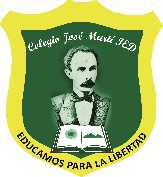 Colegio José Martí IED
EDUCAMOS PARA LA LIBERTAD